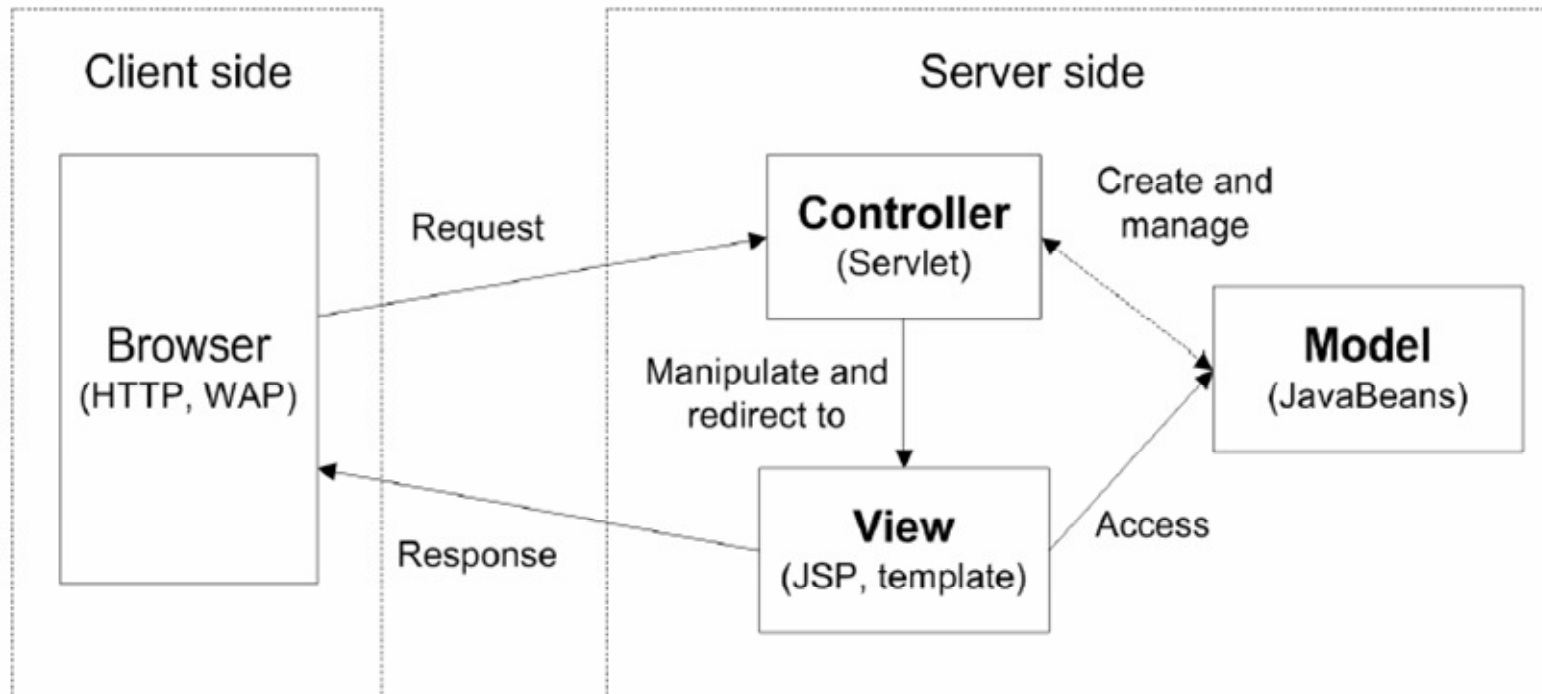 Client side
Server side
Browser
(HTTP, WAP)
Request
Response
Controller
(Servlet)
Create and
manage
Manipulate and
redirect to
Model
(JavaBeans)
View
(JSP, template)
Access